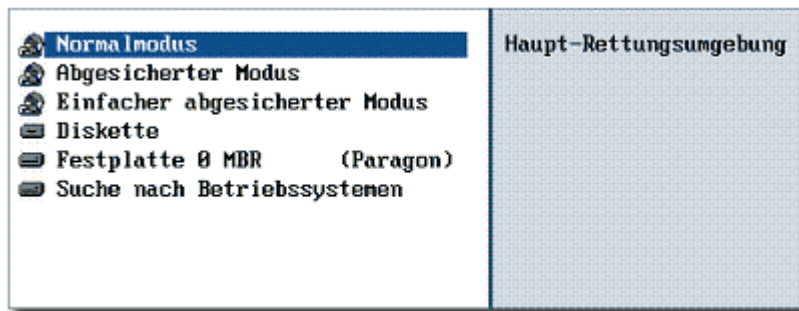 Normalmodus
Abgesicherter Modus
Einfacher abgesicherter Modus
Diskette
Festplatte 0 MBR (Paragon)
Suche nach Betriebssystemen
Haupt-Rettungsumgebung